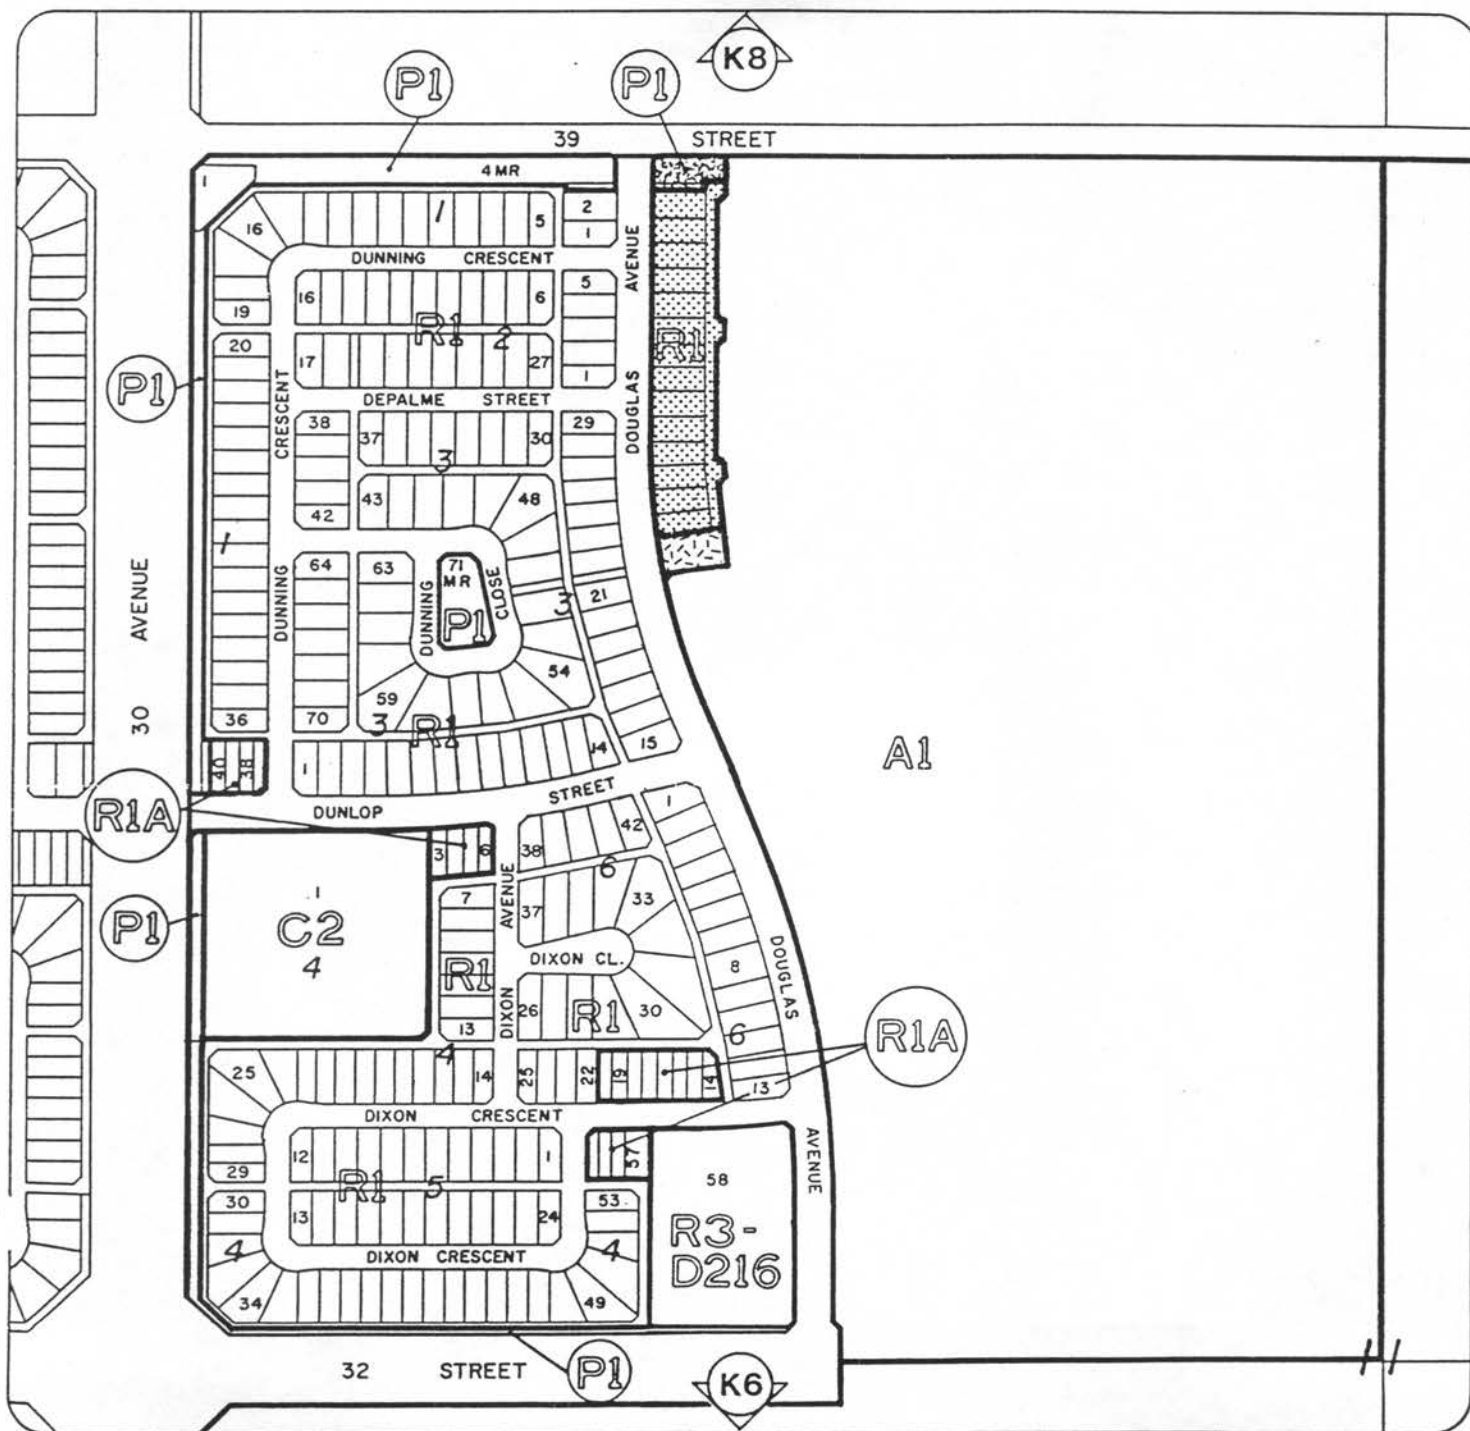 K8
P1
P1
39 STREET
4 MR
1
16
1
5
2
1
DUNNING CRESCENT
AVENUE
16
6
5
19
R1
2
R1
20
17
27
1
P1
CRESCENT
DEPALME STREET
DOUGLAS
38
37
30
29
3
43
48
42
1
64
63
71
MR
P1
DUNNING
CLOSE
3
21
DUNNING
30 AVENUE
59
54
36
70
3
R1
40
38
1
14
15
A1
R1A
DUNLOP STREET
3
6
38
42
1
6
AVENUE
7
37
33
P1
1
C2
4
R1
DIXON CL.
8
DOUGLAS
DIXON
26
R1
30
13
4
6
R1A
25
14
25
22
19
14
13
DIXON CRESCENT
12
1
57
58
AVENUE
29
R1
5
30
13
24
53
R3-
D216
4
DIXON CRESCENT
4
34
49
32 STREET
P1
K6